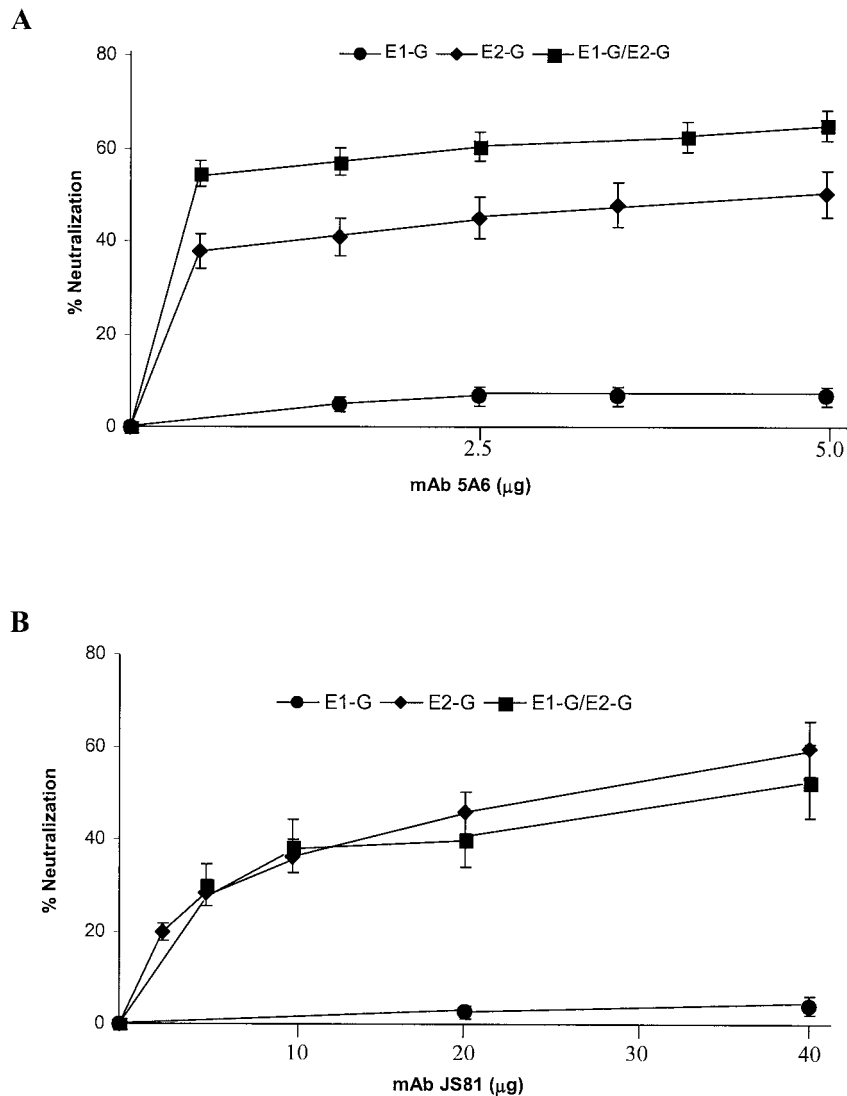 A
80
E1-G E2-G E1-G/E2-G
60
40
20
0
% Neutralization
2.5 5.0
mAb 5A6 (μg)
B
80
E1-G E2-G E1-G/E2-G
60
40
20
0
% Neutralization
10 20 30 40
mAb JS81 (μg)